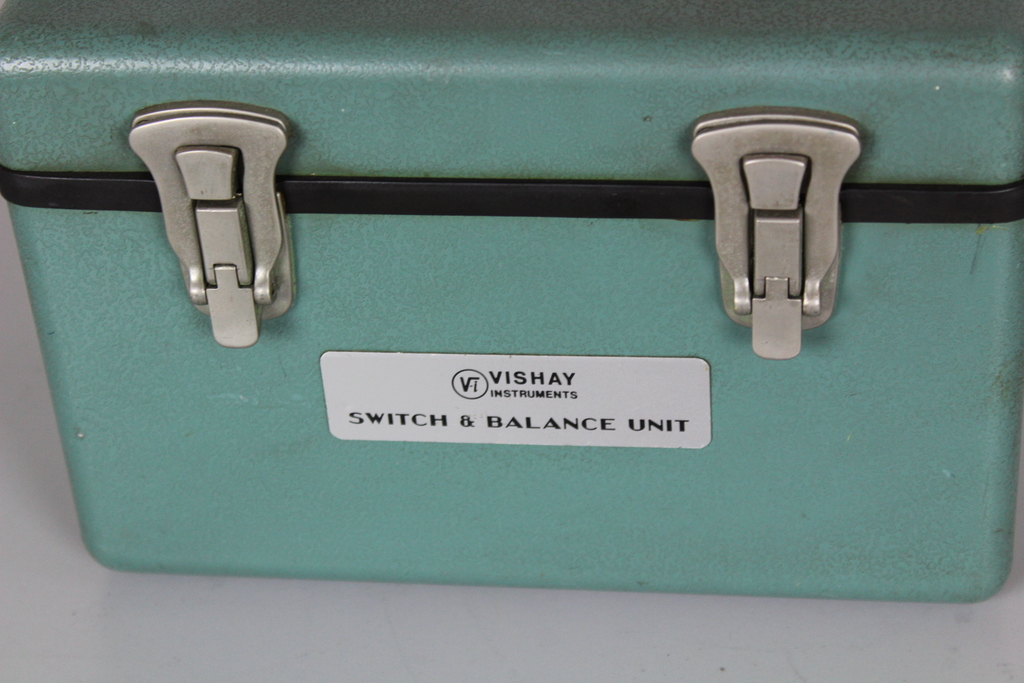 VI VISHAY
INSTRUMENTS
SWITCH & BALANCE UNIT